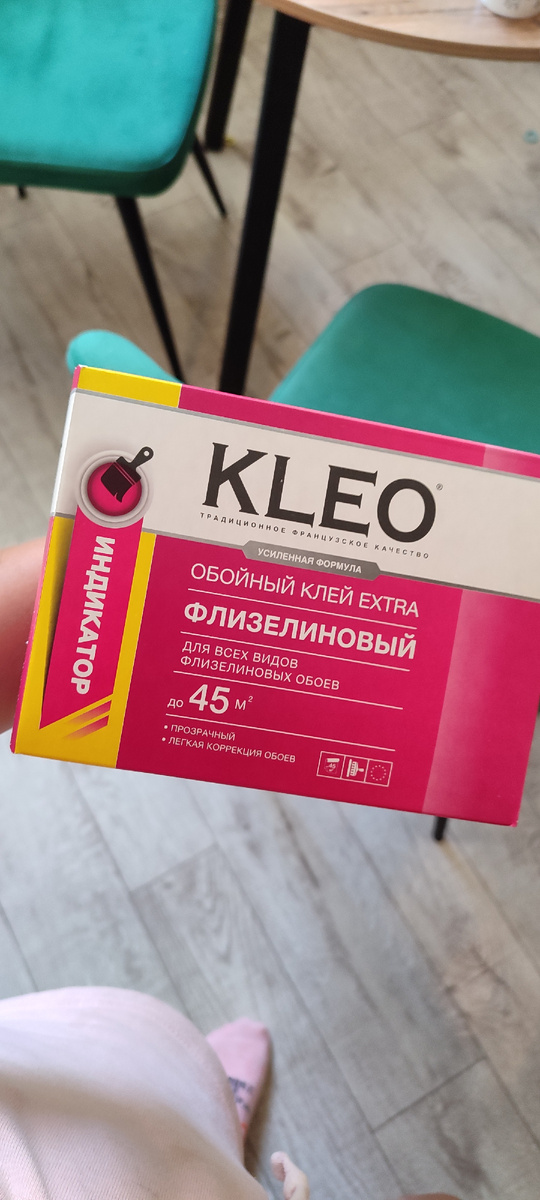 KLEO®
ТРАДИЦИОННОЕ ФРАНЦУЗСКОЕ КАЧЕСТВО
УСИЛЕННАЯ ФОРМУЛА
ИНДИКАТОР
ОБОЙНЫЙ КЛЕЙ EXTRA
ФЛИЗЕЛИНОВЫЙ
ДЛЯ ВСЕХ ВИДОВ
ФЛИЗЕЛИНОВЫХ ОБОЕВ
ДО 45 М²
• ПРОЗРАЧНЫЙ
• ЛЕГКАЯ КОРРЕКЦИЯ ОБОЕВ
45